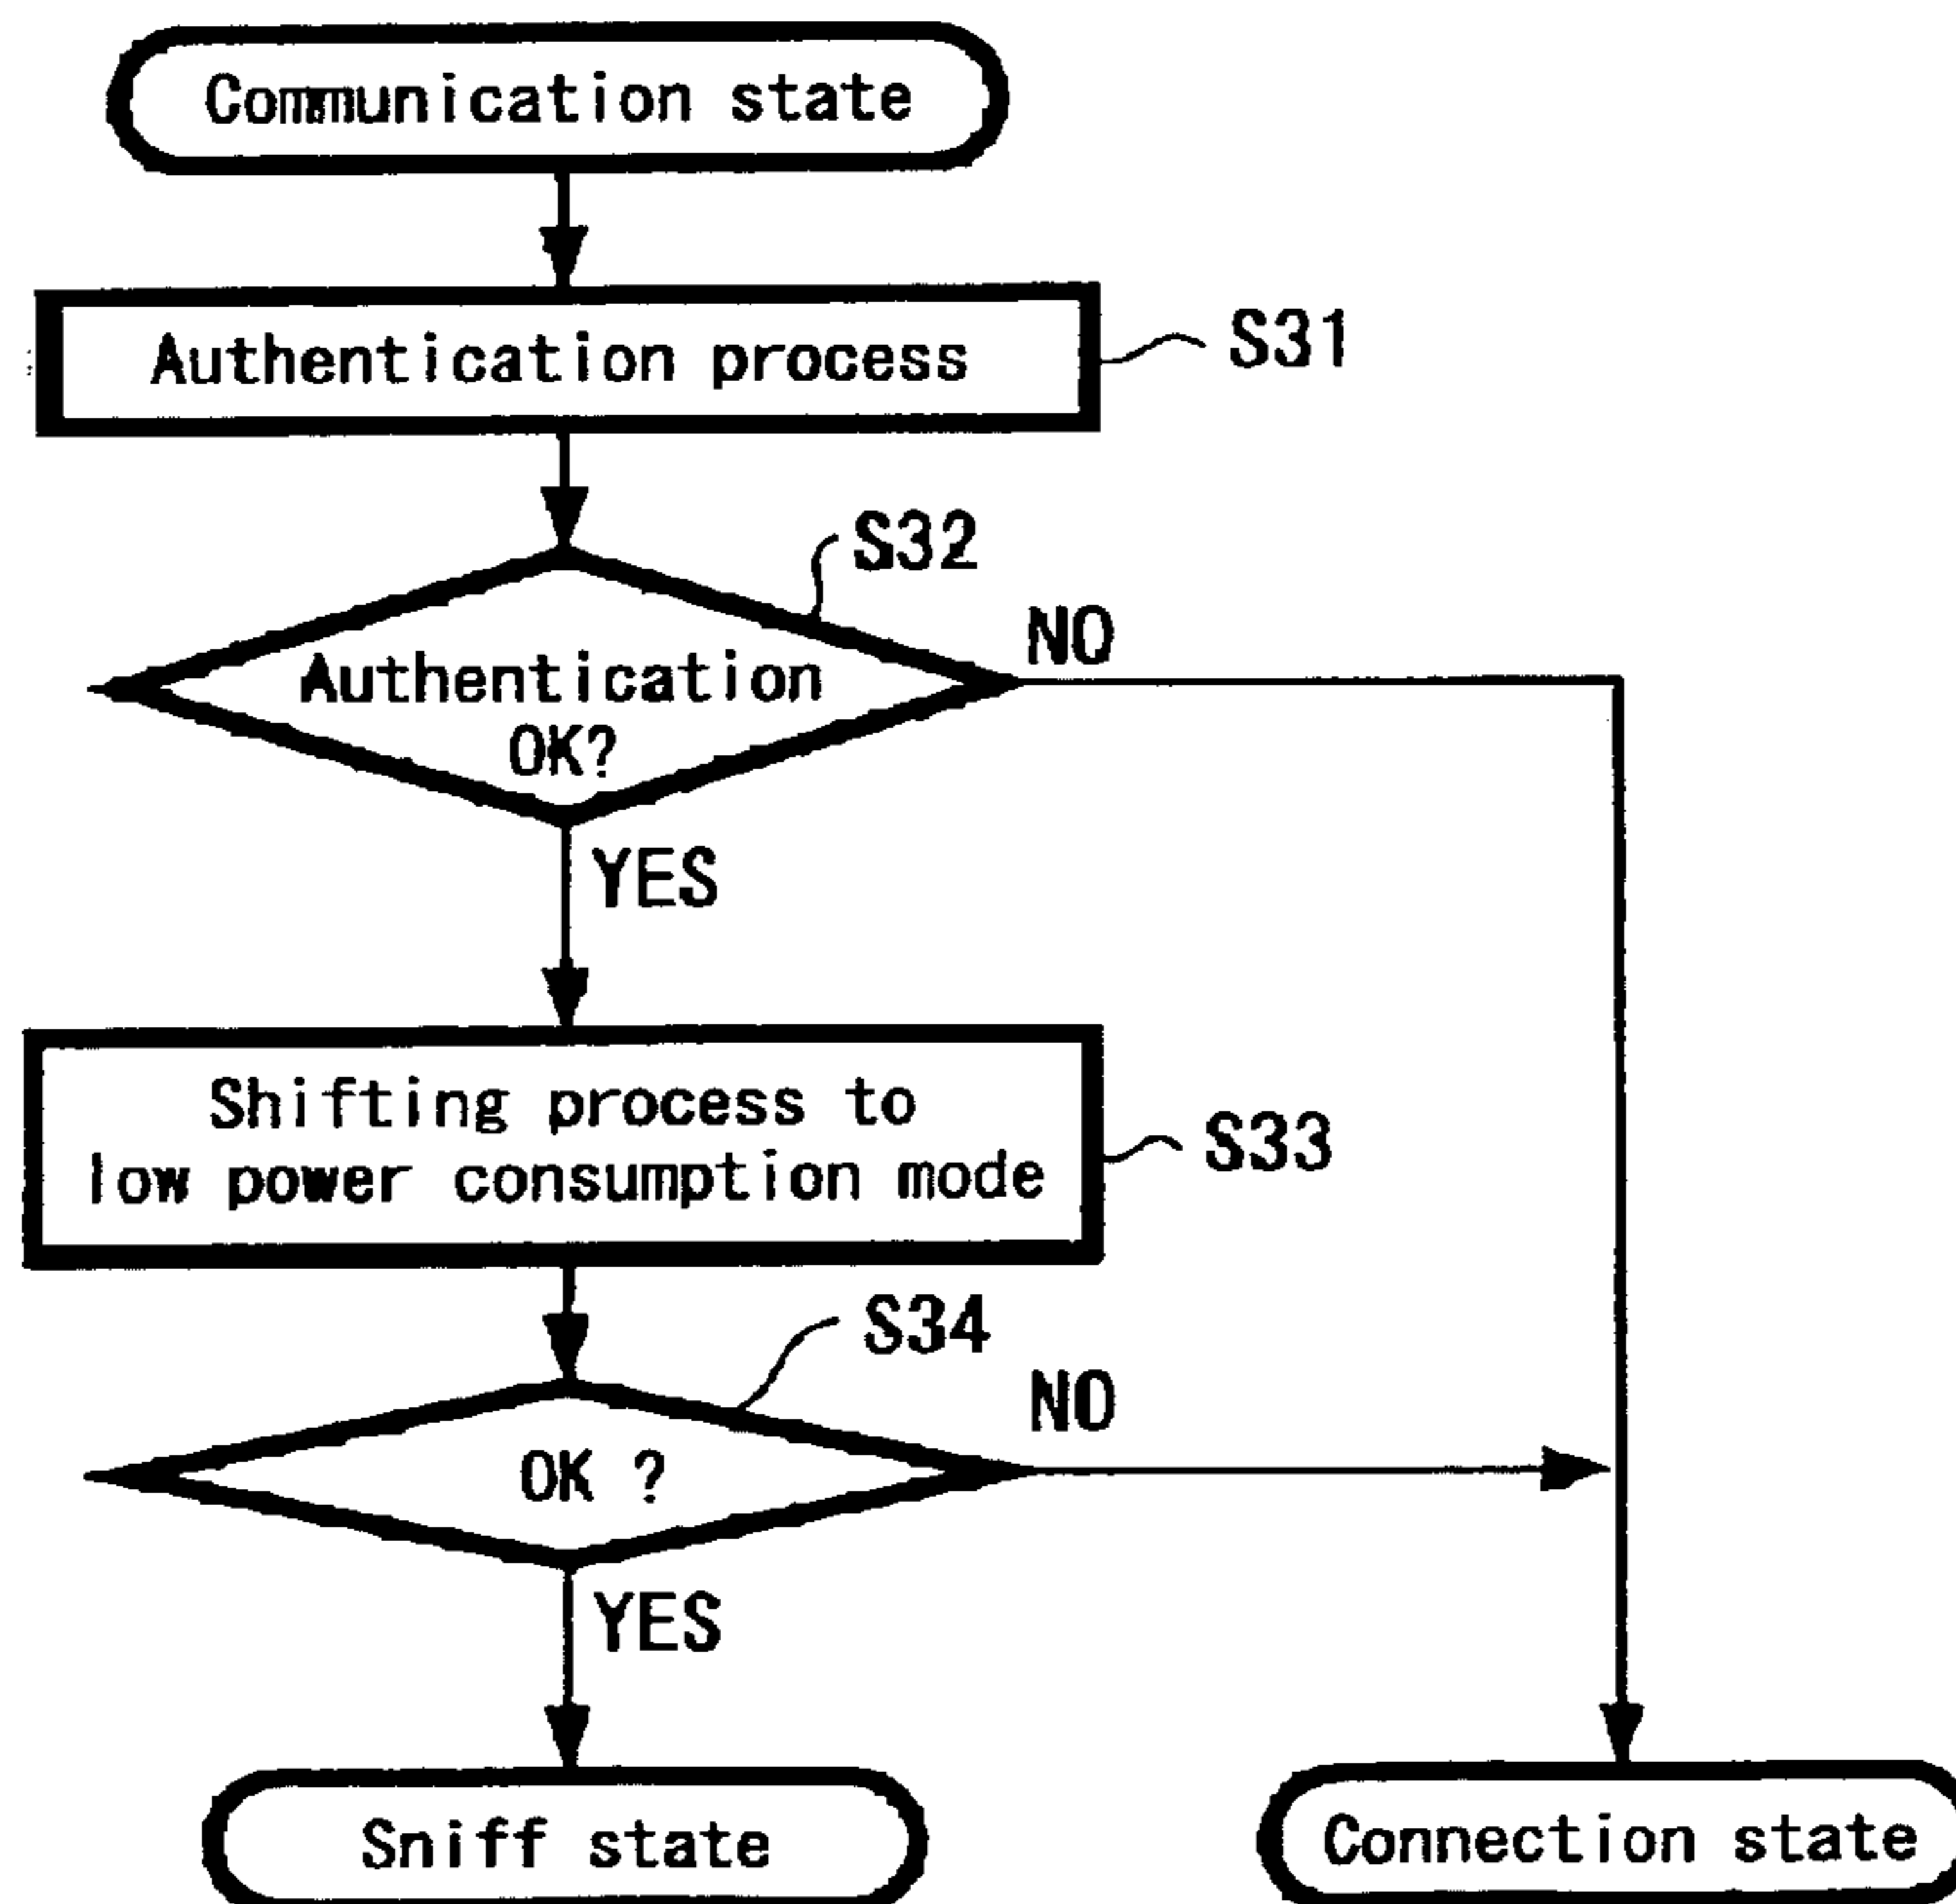 Communication state
Authentication process
S31
S32
Authentication
OK?
NO
YES
Shifting process to
low power consumption mode
S33
S34
OK ?
NO
YES
Sniff state
Connection state